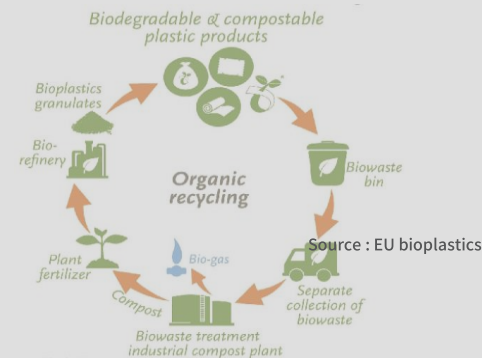 Biodegradable & compostable
plastic products
Bioplastics
granulates
Bio-
refinery
Organic
recycling
Biowaste
bin
Source : EU bioplastics
Plant
fertilizer
Bio-gas
Compost
Separate
collection of
biowaste
Biowaste treatment
industrial compost plant